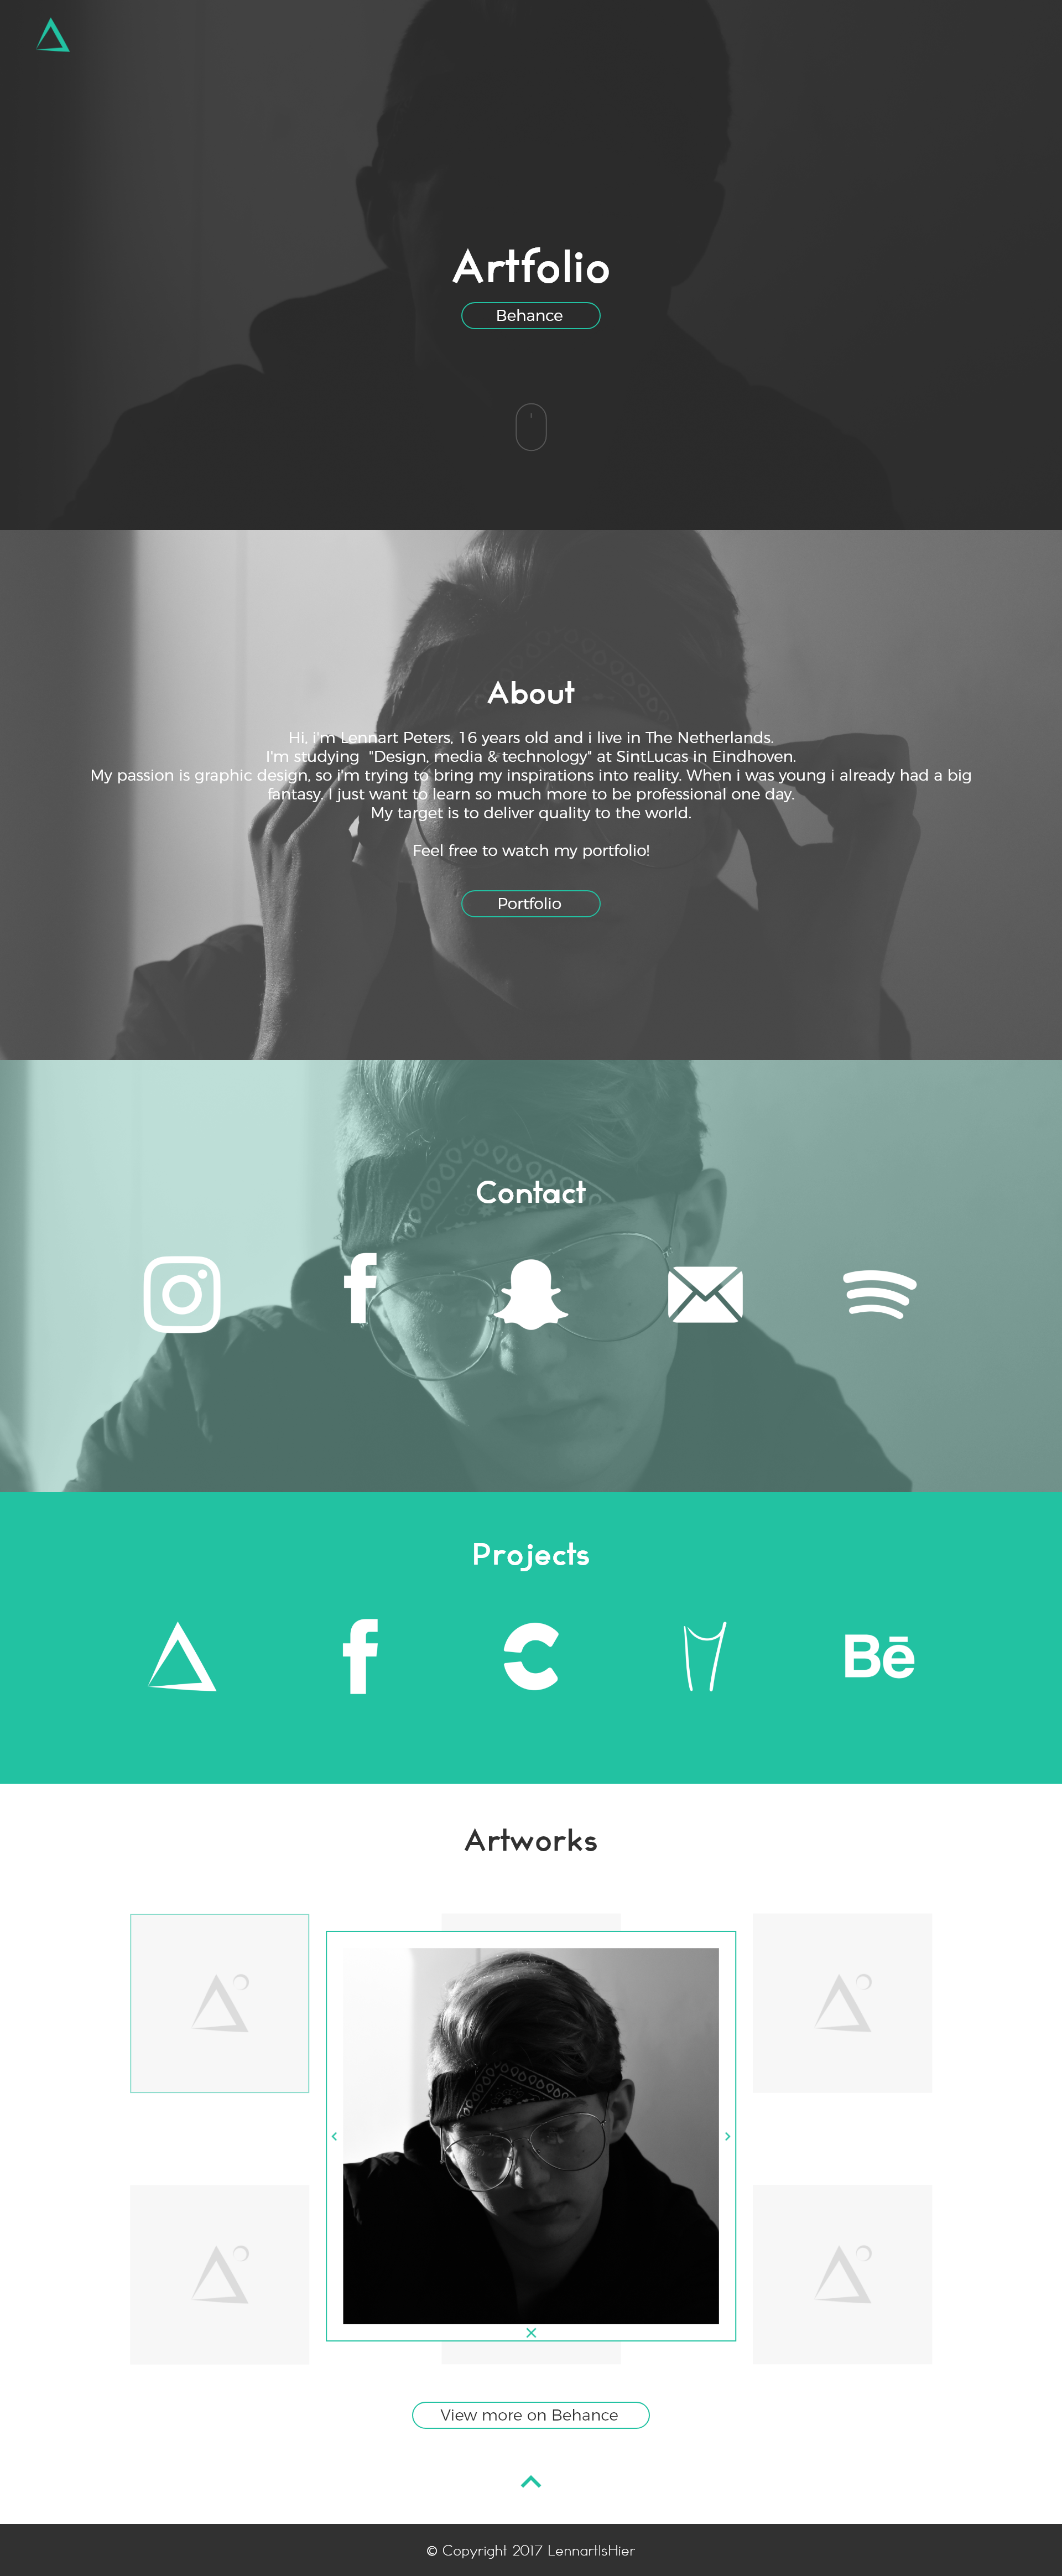 Artfolio
Behance
About
Hi, i'm Lennart Peters, 16 years old and i live in The Netherlands.
I'm studying  "Design, media & technology" at SintLucas in Eindhoven.
My passion is graphic design, so i'm trying to bring my inspirations into reality. When i was young i already had a big
fantasy. I just want to learn so much more to be professional one day.
My target is to deliver quality to the world.
Feel free to watch my portfolio!
Portfolio
Contact
Projects
Bē
Artworks
View more on Behance
© Copyright 2017 LennartIsHier